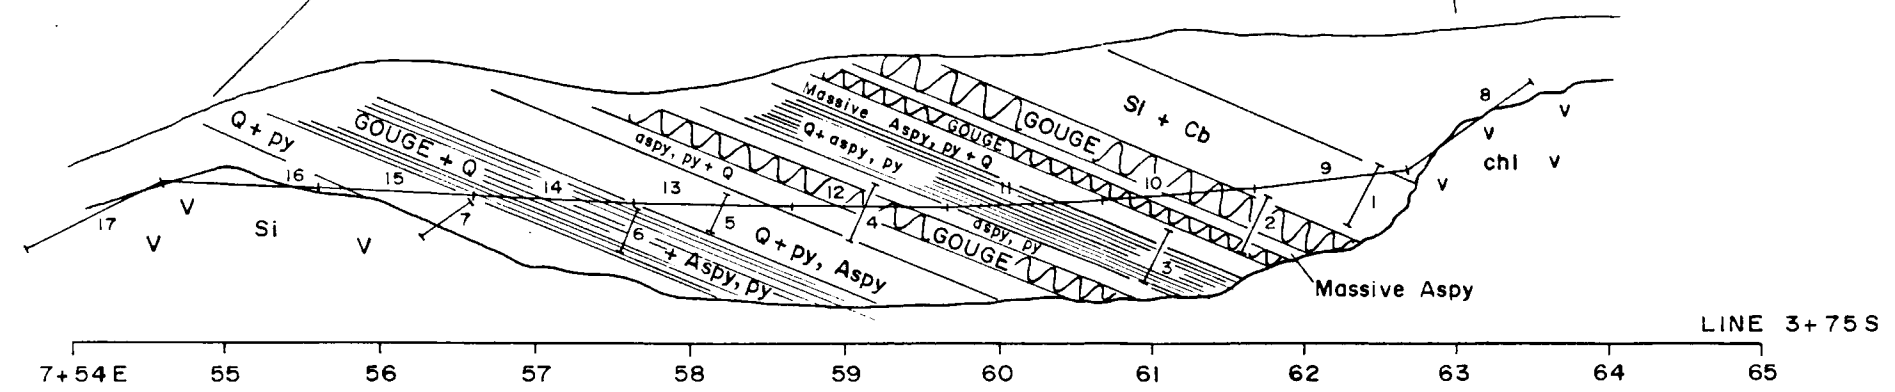 8
SI + Cb
V
V
chl V
V
Massive Aspy, py + Q
GOUGE
GOUGE
Q + py
GOUGE + Q
Q + aspy, py
aspy, py + Q
9
10
11
1
2
3
12
13
14
15
16
17
4
5
6
7
aspy, py
GOUGE
Q + py, Aspy
+ Aspy, py
V
Si
V
V
Massive Aspy
LINE 3+75 S
7+54 E 55 56 57 58 59 60 61 62 63 64 65